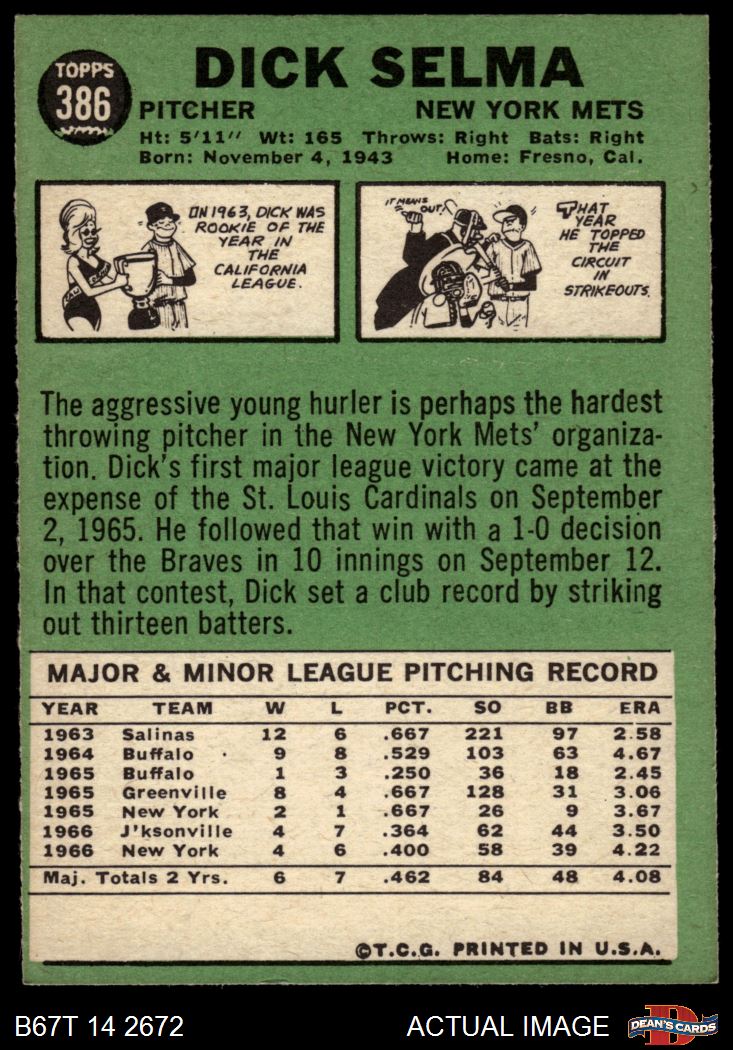 TOPPS
386
DICK SELMA
PITCHER NEW YORK METS
Ht: 5'11" Wt: 165 Throws: Right Bats: Right
Born: November 4, 1943 Home: Fresno, Cal.
IN 1963, DICK WAS
ROOKIE OF THE
YEAR IN
THE
CALIFORNIA
LEAGUE.
IT MEANS
OUT!
THAT
YEAR
HE TOPPED
THE
CIRCUIT
IN
STRIKEOUTS.
The aggressive young hurler is perhaps the hardest
throwing pitcher in the New York Mets' organiza-
tion. Dick's first major league victory came at the
expense of the St. Louis Cardinals on September
2, 1965. He followed that win with a 1-0 decision
over the Braves in 10 innings on September 12.
In that contest, Dick set a club record by striking
out thirteen batters.
MAJOR & MINOR LEAGUE PITCHING RECORD
YEAR TEAM W L PCT. SO BB ERA
1963 Salinas 12 6 .667 221 97 2.58
1964 Buffalo 9 8 .529 103 63 4.67
1965 Buffalo 1 3 .250 36 18 2.45
1965 Greenville 8 4 .667 128 31 3.06
1965 New York 2 1 .667 26 9 3.67
1966 J'ksonville 4 7 .364 62 44 3.50
1966 New York 4 6 .400 58 39 4.22
Maj. Totals 2 Yrs. 6 7 .462 84 48 4.08
©T.C.G. PRINTED IN U.S.A.
B67T 14 2672 ACTUAL IMAGE
DEAN'S CARDS